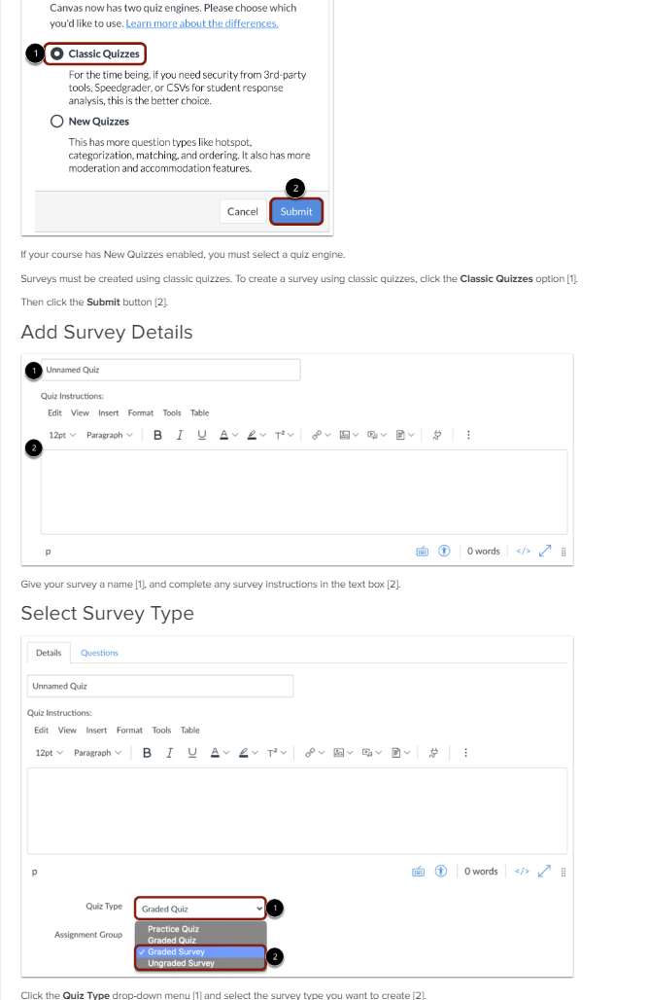 Canvas now has two quiz engines. Please choose which
you'd like to use. Learn more about the differences.
1 Classic Quizzes
For the time being, if you need security from 3rd-party
tools, Speedgrader, or CSVs for student response
analysis, this is the better choice.
New Quizzes
This has more question types like hotspot,
categorization, matching, and ordering. It also has more
moderation and accommodation features.
2
Cancel Submit
If your course has New Quizzes enabled, you must select a quiz engine.
Surveys must be created using classic quizzes. To create a survey using classic quizzes, click the Classic Quizzes option [1].
Then click the Submit button [2].
Add Survey Details
1 Unnamed Quiz
Quiz Instructions:
Edit View Insert Format Tools Table
12pt Paragraph B I U A T²
2
p 0 words </>
Give your survey a name [1], and complete any survey instructions in the text box [2].
Select Survey Type
Details Questions
Unnamed Quiz
Quiz Instructions:
Edit View Insert Format Tools Table
12pt Paragraph B I U A T²
p 0 words </>
Quiz Type Graded Quiz 1
Assignment Group Practice Quiz
Graded Quiz
✓ Graded Survey 2
Ungraded Survey
Click the Quiz Type drop-down menu [1] and select the survey type you want to create [2].